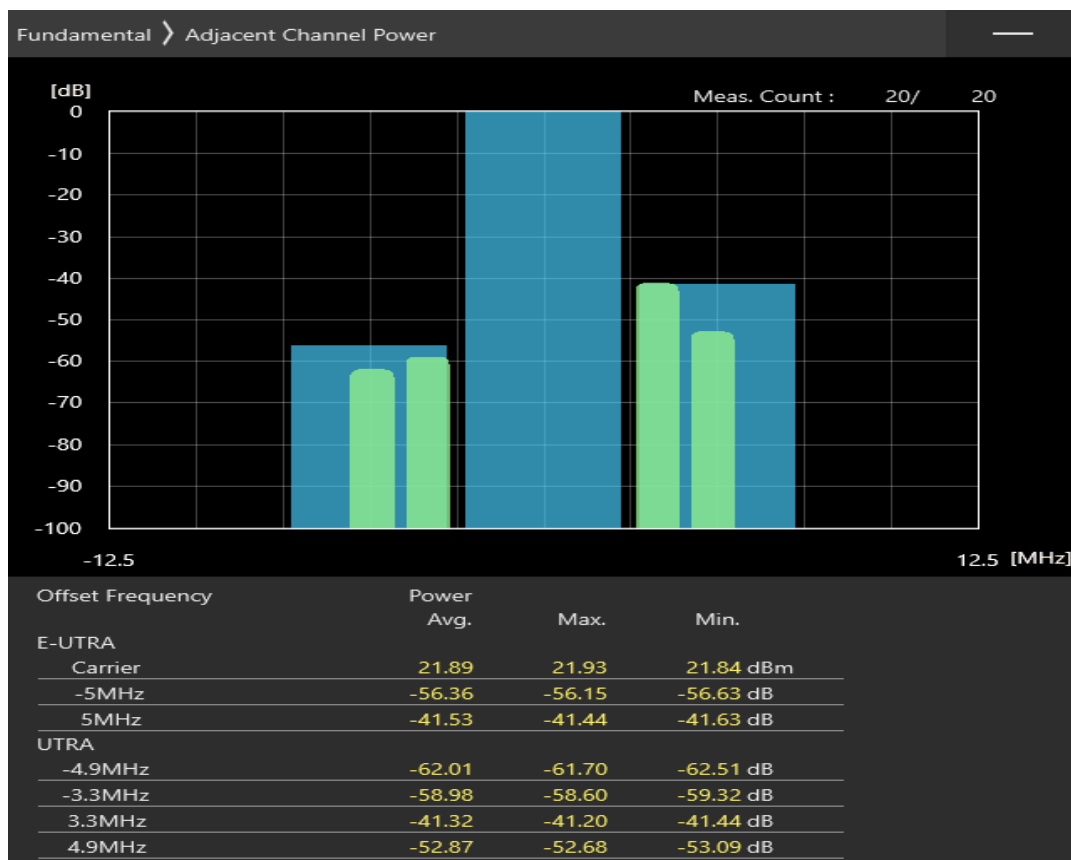 Fundamental ❯ Adjacent Channel Power
[dB]
Meas. Count : 20/ 20
0
-10
-20
-30
-40
-50
-60
-70
-80
-90
-100
-12.5 12.5 [MHz]
Offset Frequency Power
Avg. Max. Min.
E-UTRA
Carrier 21.89 21.93 21.84 dBm
-5MHz -56.36 -56.15 -56.63 dB
5MHz -41.53 -41.44 -41.63 dB
UTRA
-4.9MHz -62.01 -61.70 -62.51 dB
-3.3MHz -58.98 -58.60 -59.32 dB
3.3MHz -41.32 -41.20 -41.44 dB
4.9MHz -52.87 -52.68 -53.09 dB